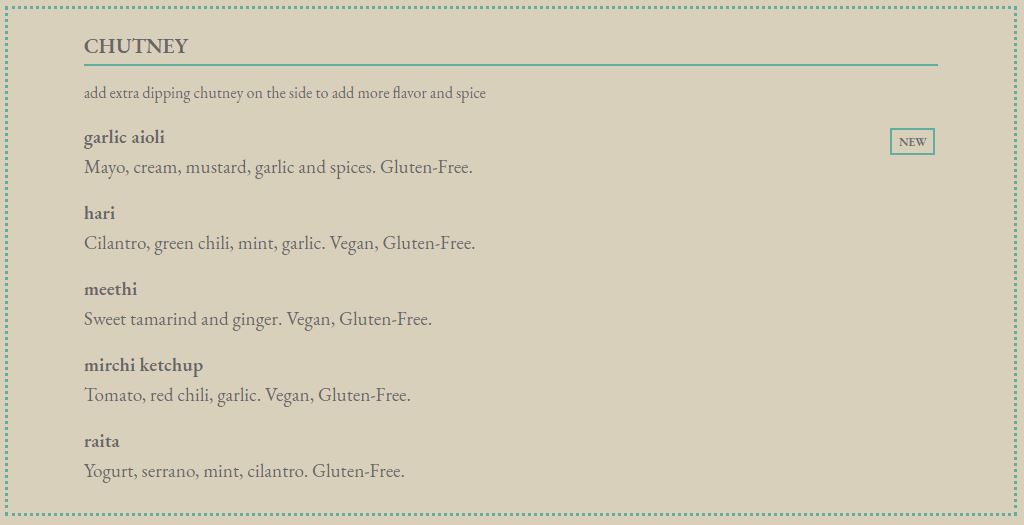 CHUTNEY
add extra dipping chutney on the side to add more flavor and spice
garlic aioli
NEW
Mayo, cream, mustard, garlic and spices. Gluten-Free.
hari
Cilantro, green chili, mint, garlic. Vegan, Gluten-Free.
meethi
Sweet tamarind and ginger. Vegan, Gluten-Free.
mirchi ketchup
Tomato, red chili, garlic. Vegan, Gluten-Free.
raita
Yogurt, serrano, mint, cilantro. Gluten-Free.